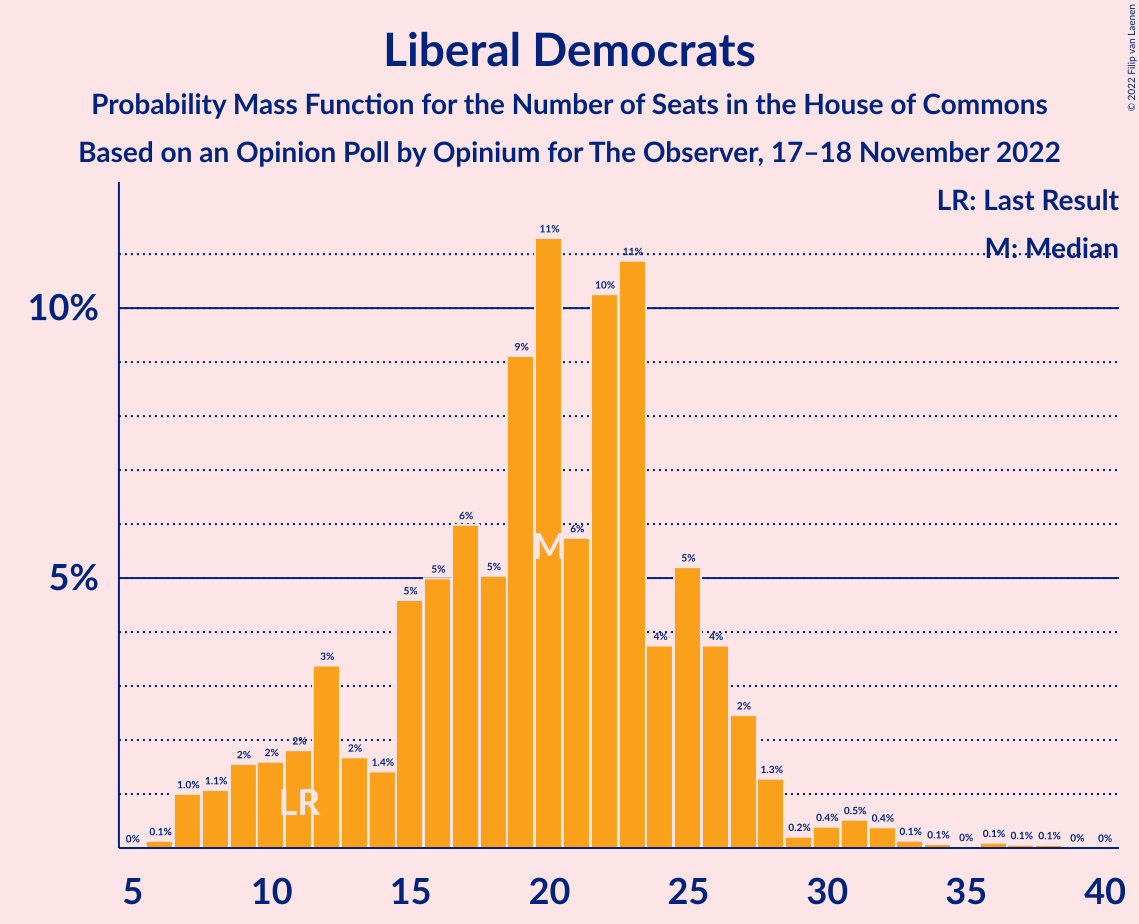 © 2022 Filip van Laenen
Liberal Democrats
Probability Mass Function for the Number of Seats in the House of Commons
Based on an Opinion Poll by Opinium for The Observer, 17–18 November 2022
LR: Last Result
M: Median
10%
5%
0% 0.1% 1.0% 1.1% 2% 2% 2% 3% 2% 1.4% 5% 5% 6% 5% 9% 11% 6% 10% 11% 4% 5% 4% 2% 1.3% 0.2% 0.4% 0.5% 0.4% 0.1% 0.1% 0% 0.1% 0.1% 0.1% 0% 0%
M
LR
5 10 15 20 25 30 35 40